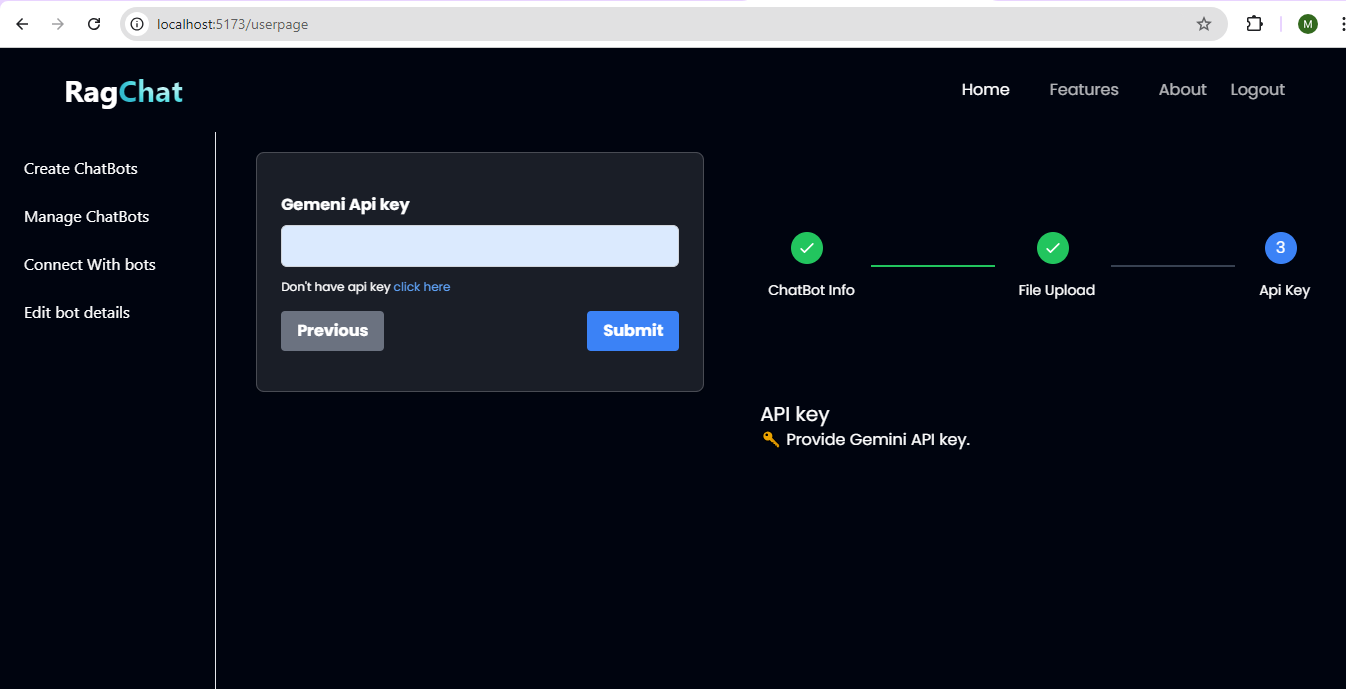 localhost:5173/userpage
M
RagChat
Home Features About Logout
Create ChatBots
Manage ChatBots
Connect With bots
Edit bot details
Gemeni Api key
Don't have api key click here
Previous Submit
3
ChatBot Info File Upload Api Key
API key
Provide Gemini API key.